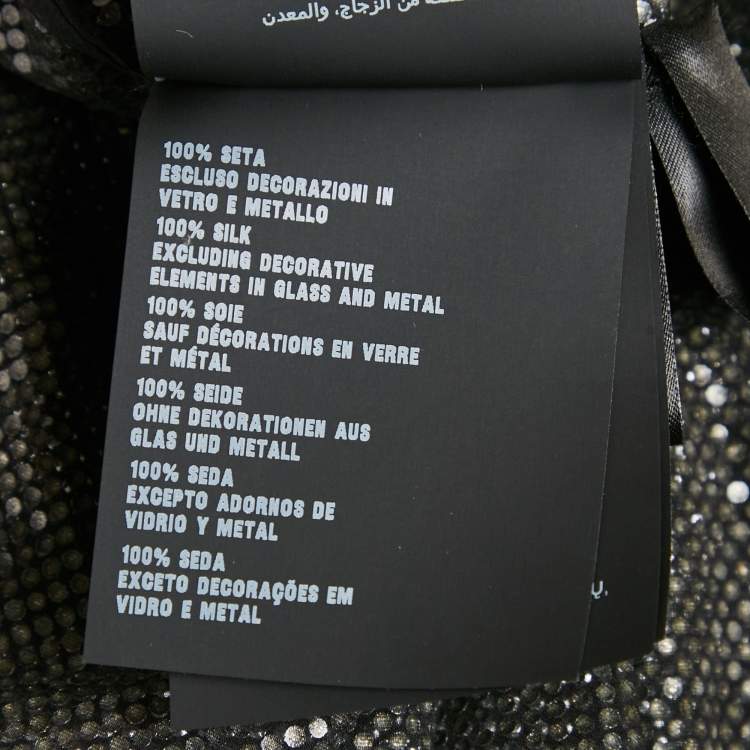 من الزجاج، والمعدن
100% SETA
ESCLUSO DECORAZIONI IN
VETRO E METALLO
100% SILK
EXCLUDING DECORATIVE
ELEMENTS IN GLASS AND METAL
100% SOIE
SAUF DÉCORATIONS EN VERRE
ET MÉTAL
100% SEIDE
OHNE DEKORATIONEN AUS
GLAS UND METALL
100% SEDA
EXCEPTO ADORNOS DE
VIDRIO Y METAL
100% SEDA
EXCETO DECORAÇÕES EM
VIDRO E METAL
U.